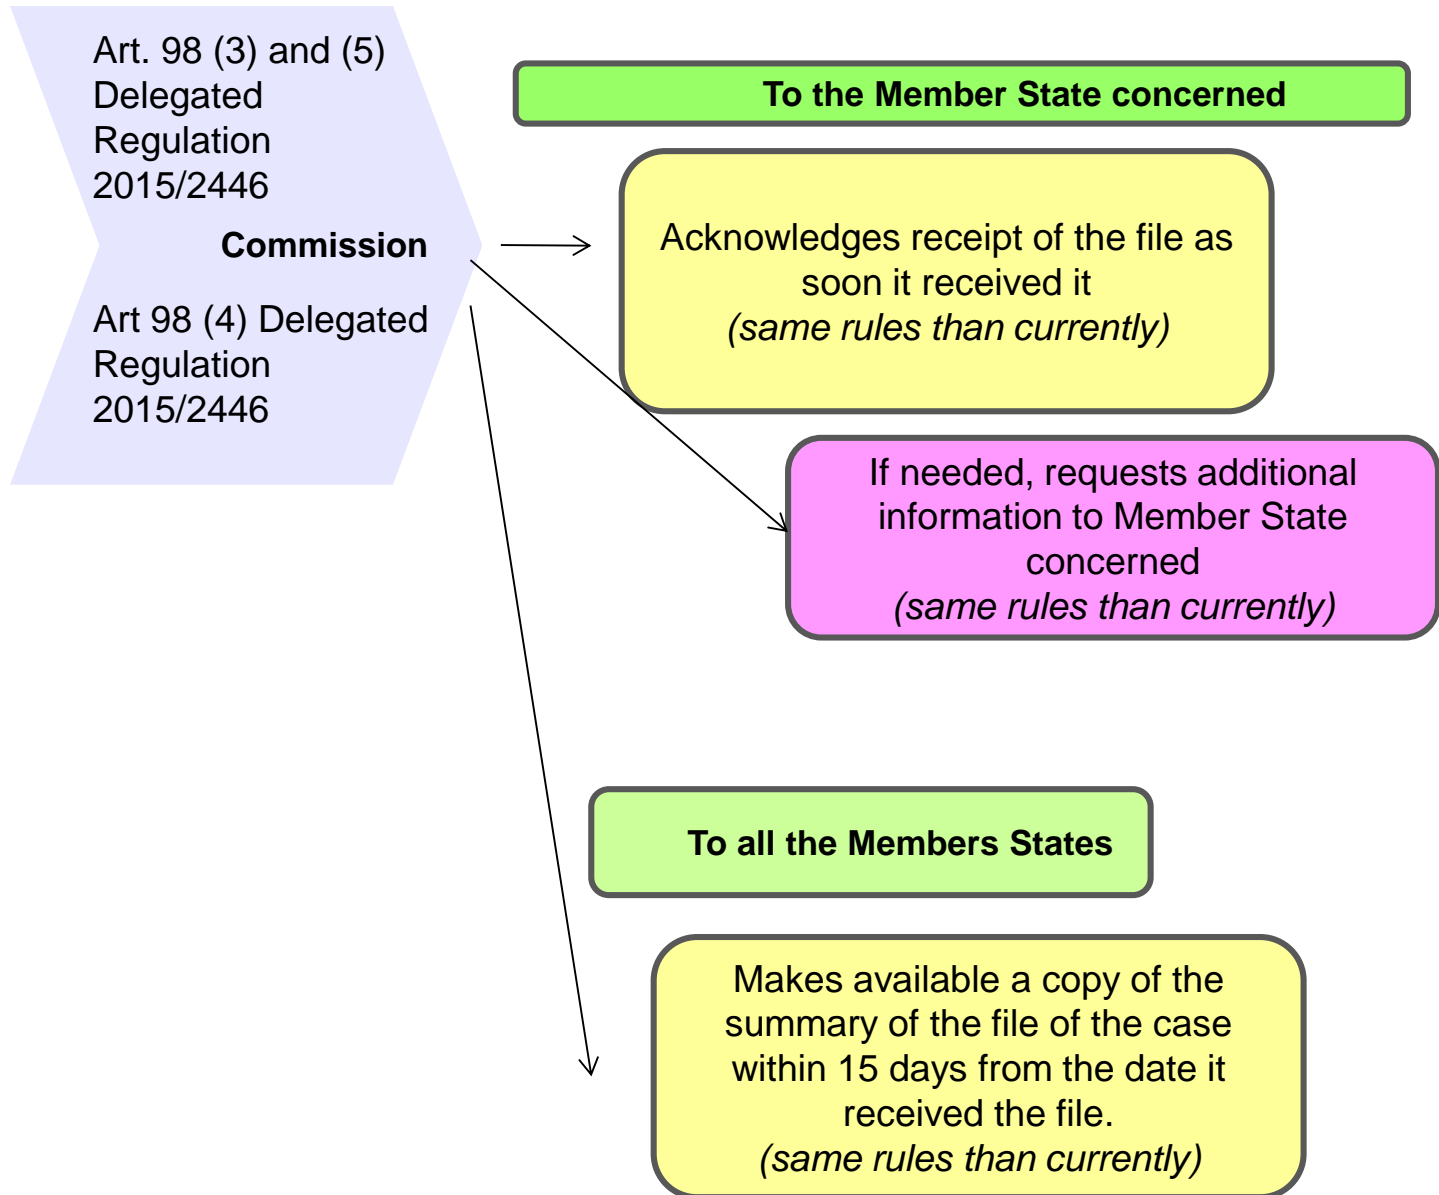 Art. 98 (3) and (5)
Delegated
Regulation
2015/2446
Commission
Art 98 (4) Delegated
Regulation
2015/2446
To the Member State concerned
Acknowledges receipt of the file as
soon it received it
(same rules than currently)
If needed, requests additional
information to Member State
concerned
(same rules than currently)
To all the Members States
Makes available a copy of the
summary of the file of the case
within 15 days from the date it
received the file.
(same rules than currently)